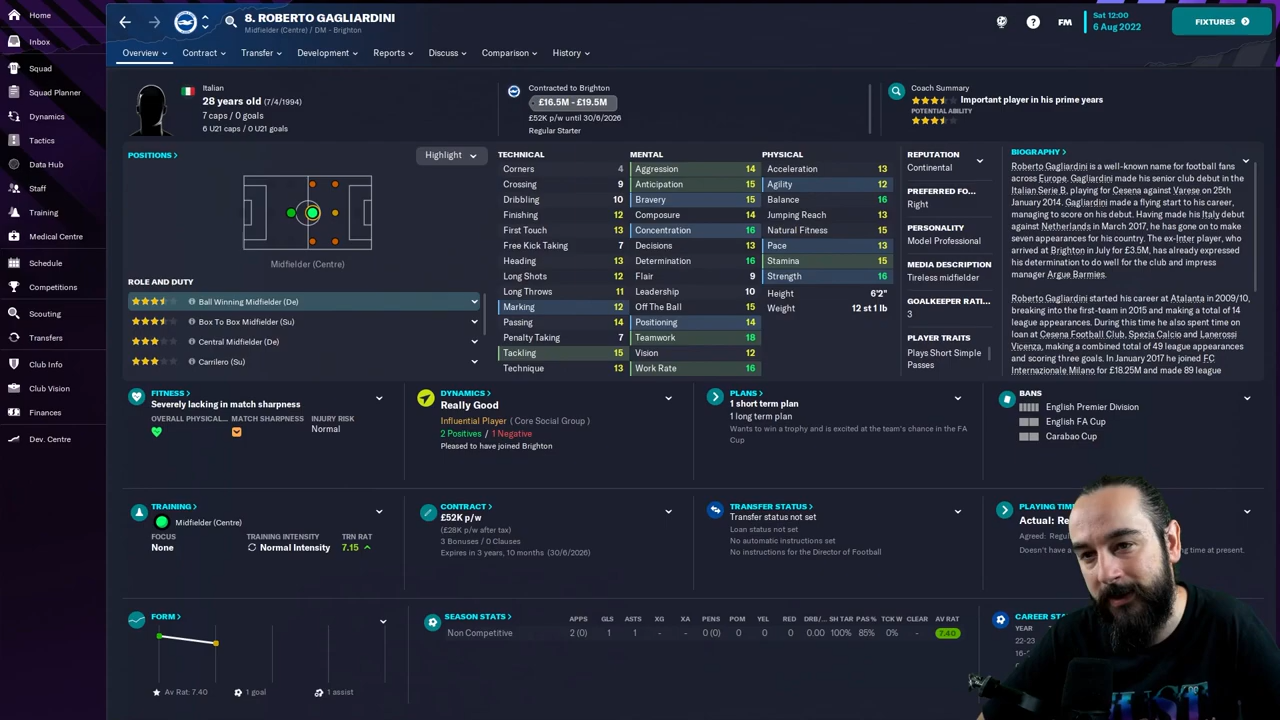 Home
Inbox
Squad
Squad Planner
Dynamics
Tactics
Data Hub
Staff
Training
Medical Centre
Schedule
Competitions
Scouting
Transfers
Club Info
Club Vision
Finances
Dev. Centre
8. ROBERTO GAGLIARDINI
Midfielder (Centre) / DM - Brighton
FM
Sat 12:00
6 Aug 2022
FIXTURES
Overview
Contract
Transfer
Development
Reports
Discuss
Comparison
History
Italian
28 years old (7/4/1994)
7 caps / 0 goals
6 U21 caps / 0 U21 goals
Contracted to Brighton
£16.5M - £19.5M
£52K p/w until 30/6/2026
Regular Starter
Coach Summary
Important player in his prime years
POTENTIAL ABILITY
POSITIONS
Highlight
Midfielder (Centre)
ROLE AND DUTY
Ball Winning Midfielder (De)
Box To Box Midfielder (Su)
Central Midfielder (De)
Carrilero (Su)
TECHNICAL
Corners 4
Crossing 9
Dribbling 10
Finishing 12
First Touch 13
Free Kick Taking 7
Heading 13
Long Shots 12
Long Throws 11
Marking 12
Passing 14
Penalty Taking 7
Tackling 15
Technique 13
MENTAL
Aggression 14
Anticipation 15
Bravery 15
Composure 14
Concentration 16
Decisions 13
Determination 16
Flair 9
Leadership 10
Off The Ball 15
Positioning 14
Teamwork 18
Vision 12
Work Rate 16
PHYSICAL
Acceleration 13
Agility 12
Balance 16
Jumping Reach 13
Natural Fitness 15
Pace 13
Stamina 15
Strength 16
Height 6'2"
Weight 12 st 1 lb
REPUTATION
Continental
PREFERRED FO...
Right
PERSONALITY
Model Professional
MEDIA DESCRIPTION
Tireless midfielder
GOALKEEPER RATI...
3
PLAYER TRAITS
Plays Short Simple
Passes
BIOGRAPHY
Roberto Gagliardini is a well-known name for football fans
across Europe. Gagliardini made his senior club debut in the
Italian Serie B, playing for Cesena against Varese on 25th
January 2014. Gagliardini made a flying start to his career,
managing to score on his debut. Having made his Italy debut
against Netherlands in March 2017, he has gone on to make
seven appearances for his country. The ex-Inter player, who
arrived at Brighton in July for £3.5M, has already expressed
his determination to do well for the club and impress
manager Argue Barmies.
Roberto Gagliardini started his career at Atalanta in 2009/10,
breaking into the first-team in 2015 and making a total of 14
league appearances. During this time he also spent time on
loan at Cesena Football Club, Spezia Calcio and Lanerossi
Vicenza, making a combined total of 49 league appearances
and scoring three goals. In January 2017 he joined FC
Internazionale Milano for £18.25M and made 89 league
FITNESS
Severely lacking in match sharpness
OVERALL PHYSICAL... MATCH SHARPNESS INJURY RISK
Normal
DYNAMICS
Really Good
Influential Player ( Core Social Group )
2 Positives / 1 Negative
Pleased to have joined Brighton
PLANS
1 short term plan
1 long term plan
Wants to win a trophy and is excited at the team's chance in the FA
Cup
BANS
English Premier Division
English FA Cup
Carabao Cup
TRAINING
Midfielder (Centre)
FOCUS TRAINING INTENSITY TRN RAT
None Normal Intensity 7.15
CONTRACT
£52K p/w
(£28K p/w after tax)
3 Bonuses / 0 Clauses
Expires in 3 years, 10 months (30/6/2026)
TRANSFER STATUS
Transfer status not set
Loan status not set
No automatic instructions set
No instructions for the Director of Football
PLAYING TIME
Actual:
Agreed:
Doesn't have a
ng time at present,
FORM
Av Rat: 7.40 1 goal 1 assist
SEASON STATS
APPS GLS ASTS XG XA PENS POM YEL RED DRB/... SH TAR PAS % TCK W CLEAR AV RAT
Non Competitive 2 (0) 1 1 - - 0 (0) 0 0 0 0.00 100% 85% 0% - 7.40
CAREER
YEAR
22-23